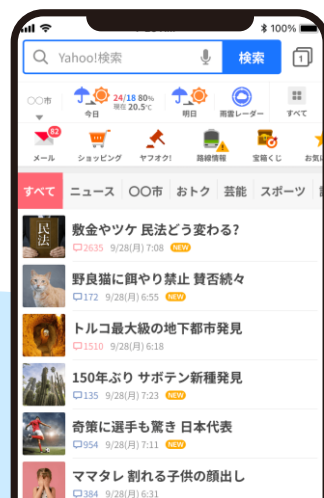 100%
Yahoo!検索
検索
1
〇〇市
24/18 80%
現在 20.5℃
今日
明日
雨雲レーダー
すべて
82
メール
ショッピング
ヤフオク!
路線情報
宝箱くじ
お気に
すべて
ニュース
〇〇市
おトク
芸能
スポーツ
民法
敷金やツケ 民法どう変わる?
2635 9/28(月) 7:08 NEW
野良猫に餌やり禁止 賛否続々
172 9/28(月) 6:55 NEW
トルコ最大級の地下都市発見
1510 9/28(月) 6:18
150年ぶり サボテン新種発見
135 9/28(月) 7:23 NEW
奇策に選手も驚き 日本代表
954 9/28(月) 7:11 NEW
ママタレ 割れる子供の顔出し
384 9/28(月) 6:31